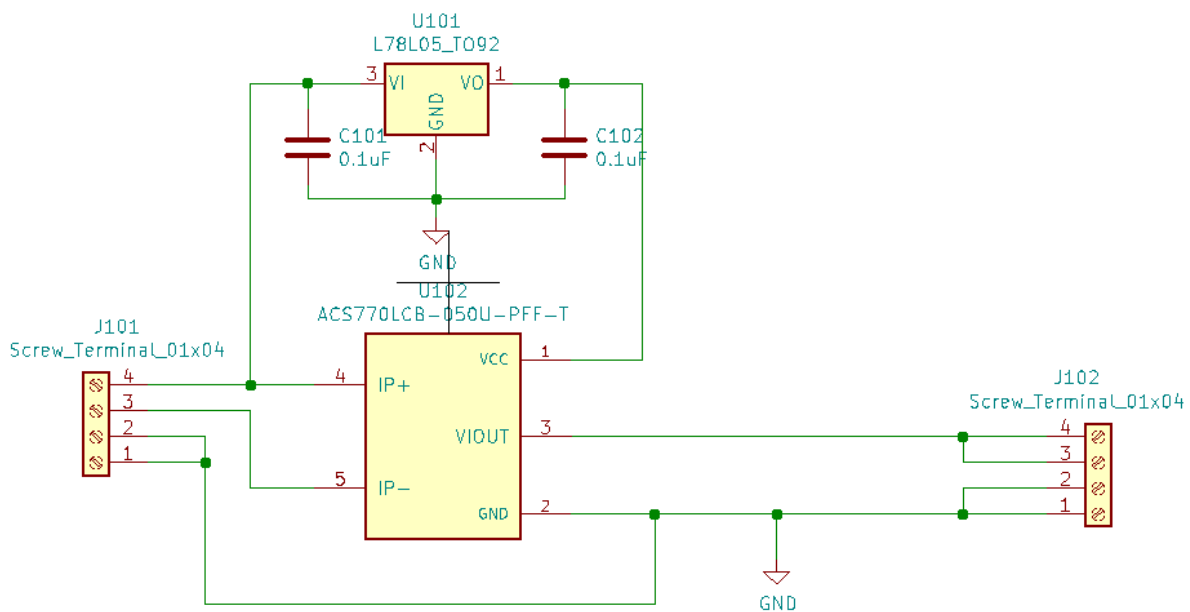 U101
L78L05_TO92
3
VI
VO
1
GND
2
C101
0.1uF
C102
0.1uF
GND
U102
ACS770LCB-050U-PFF-T
J101
Screw_Terminal_01x04
4
3
2
1
4
IP+
5
IP-
VCC
1
VIOUT
3
GND
2
J102
Screw_Terminal_01x04
4
3
2
1
GND